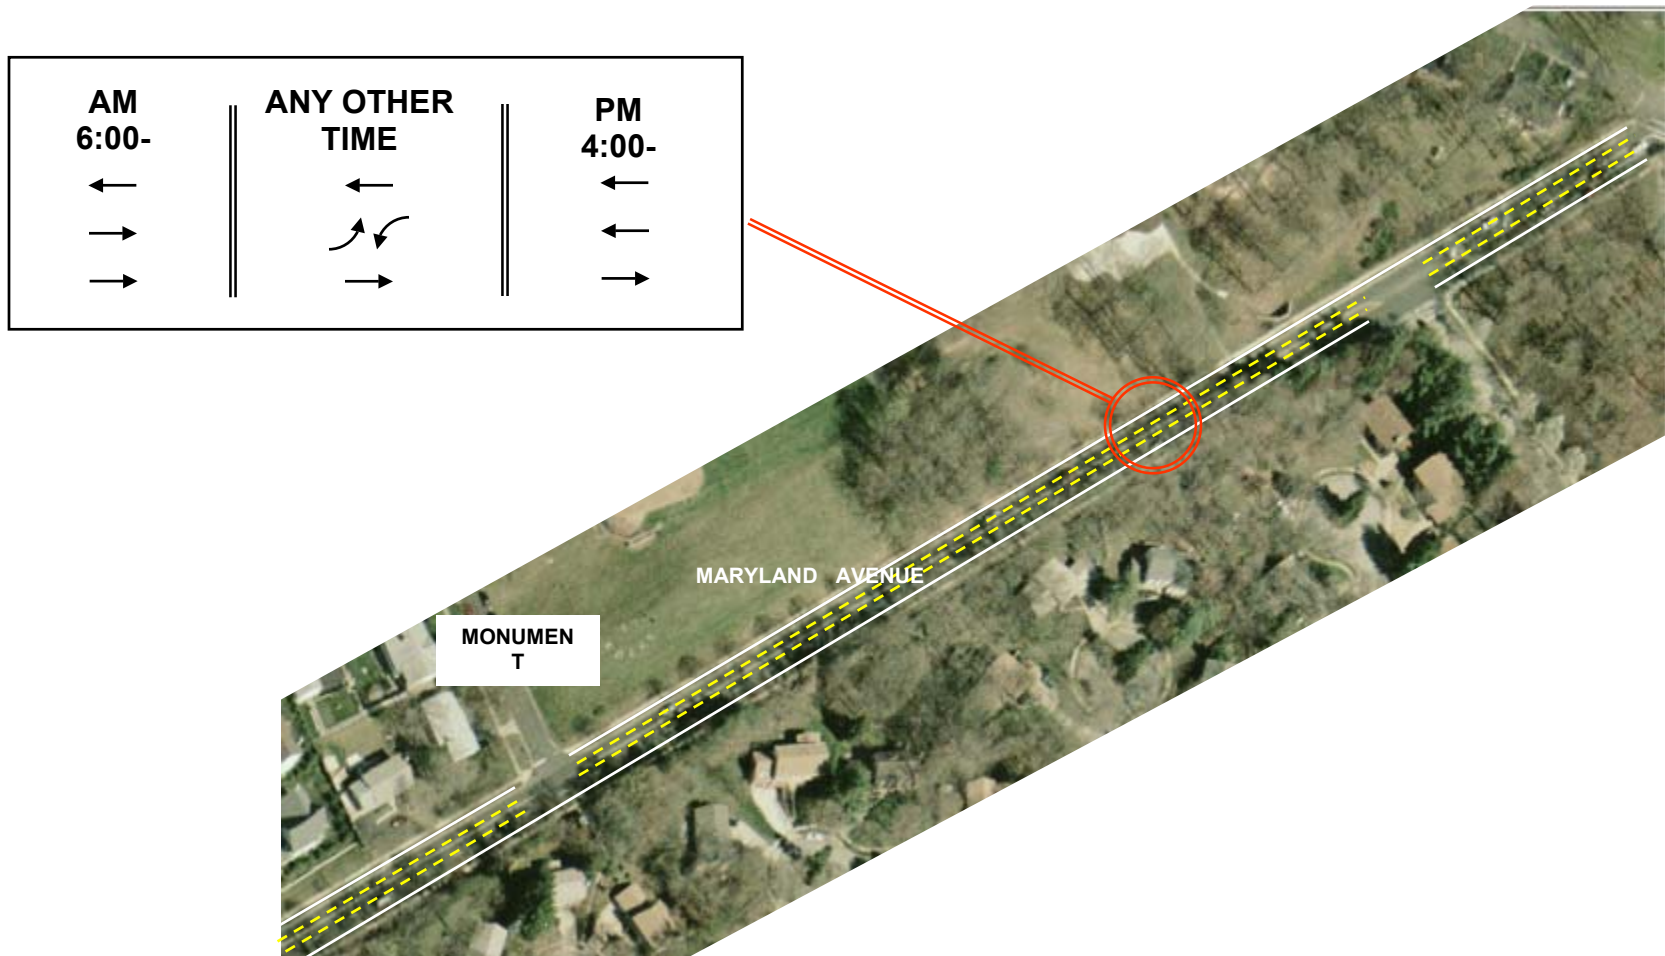 AM
6:00-
ANY OTHER
TIME
PM
4:00-
MARYLAND AVENUE
MONUMEN
T